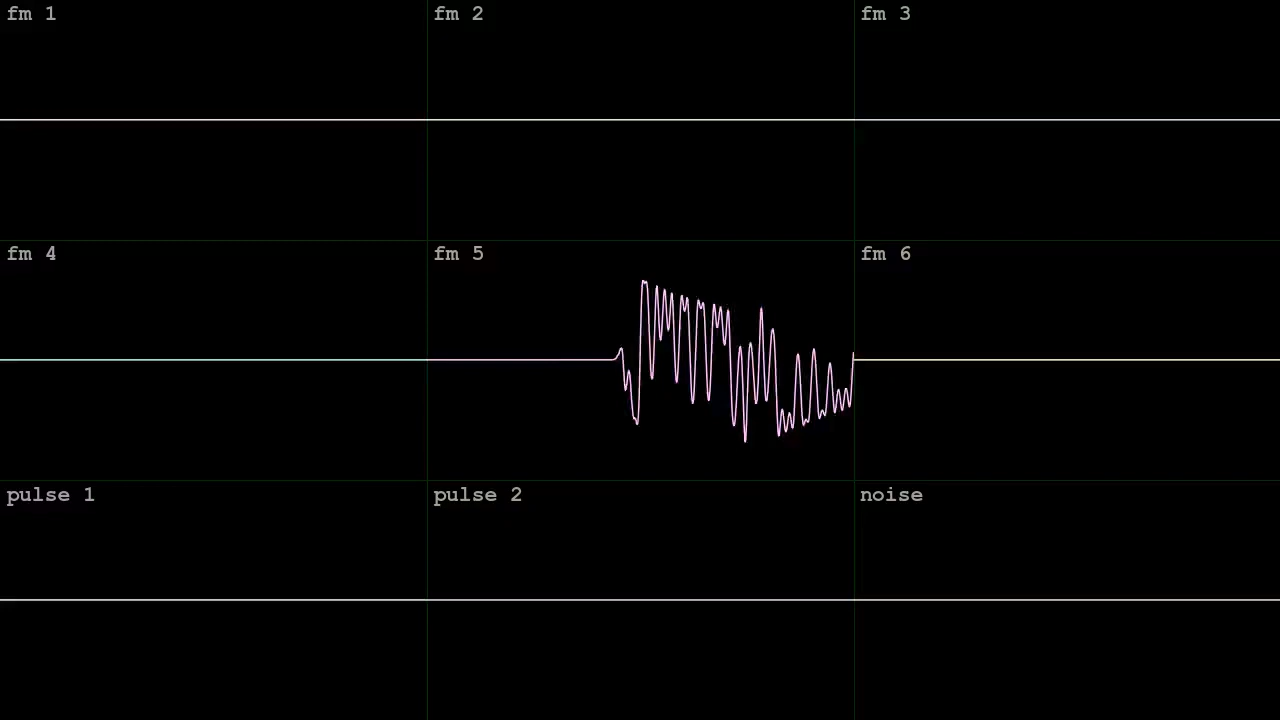 fm 1
fm 2
fm 3
fm 4
fm 5
fm 6
pulse 1
pulse 2
noise